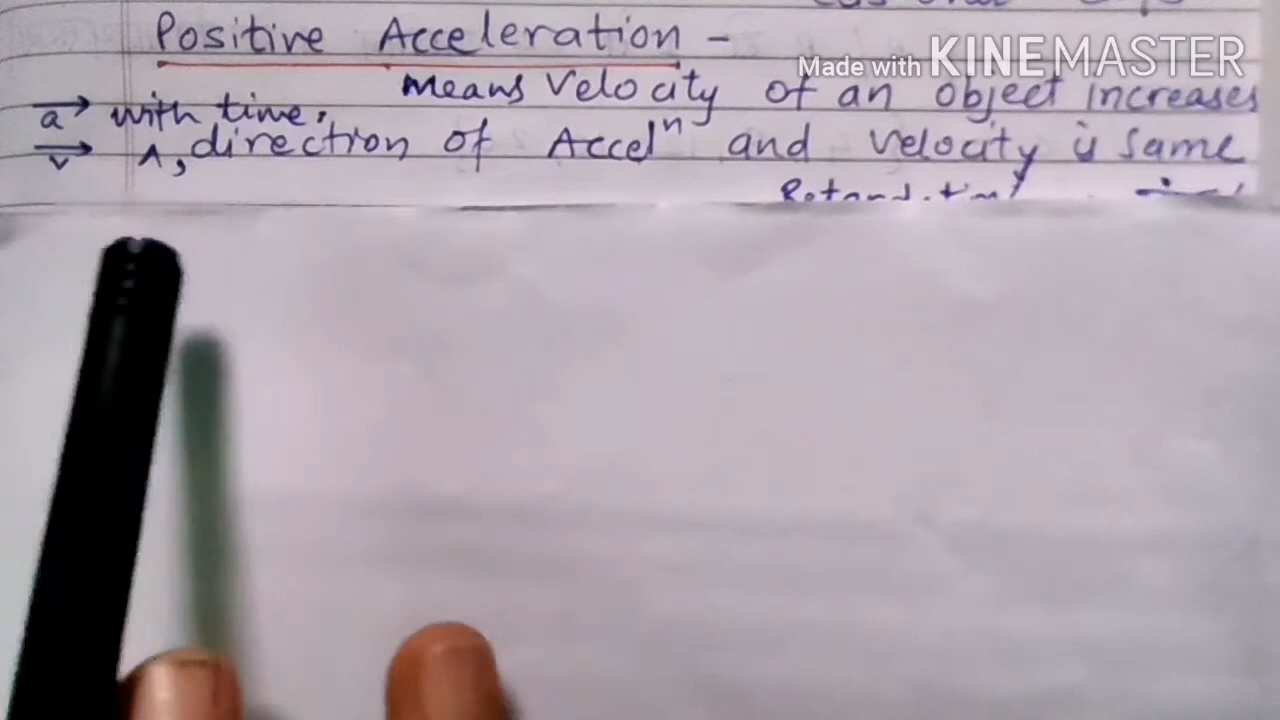 Positive Acceleration -
Made with KINEMASTER
means Velocity of an object increases
a with time.
v ^, direction of Accelⁿ and velocity is same